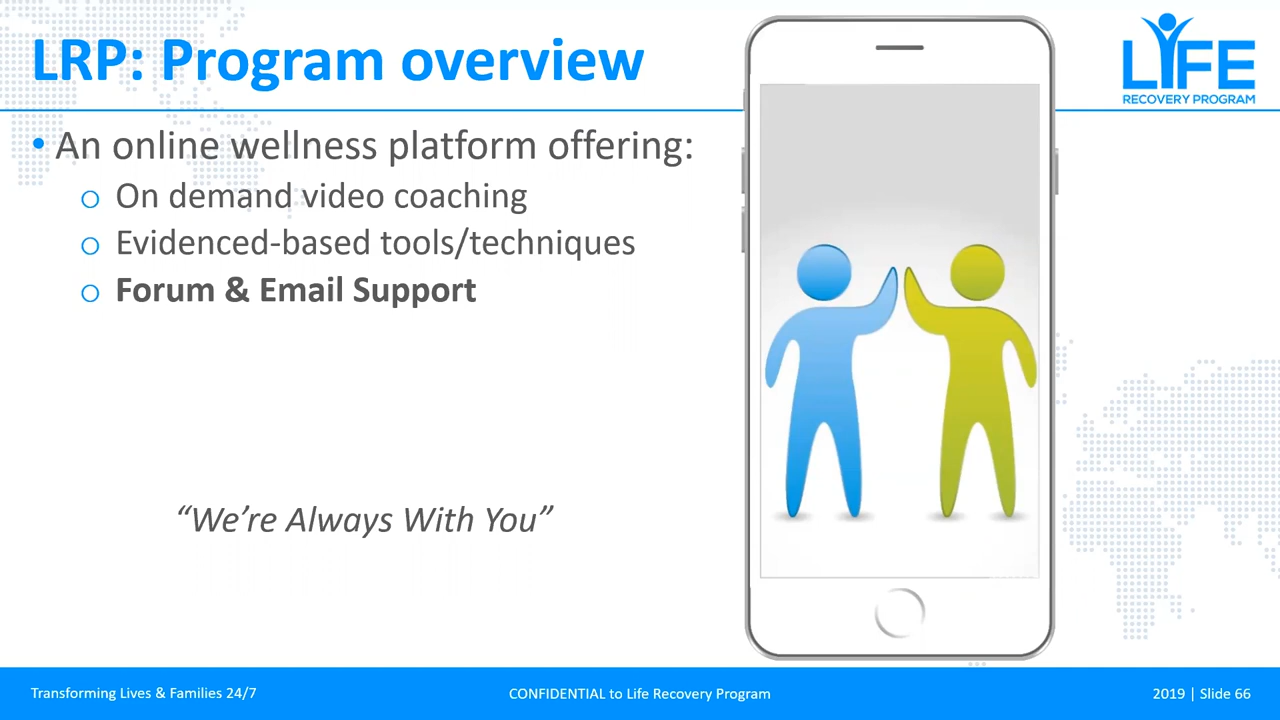 LRP: Program overview
LIFE
RECOVERY PROGRAM
• An online wellness platform offering:
o On demand video coaching
o Evidenced-based tools/techniques
o Forum & Email Support
“We’re Always With You”
Transforming Lives & Families 24/7
CONFIDENTIAL to Life Recovery Program
2019 | Slide 66